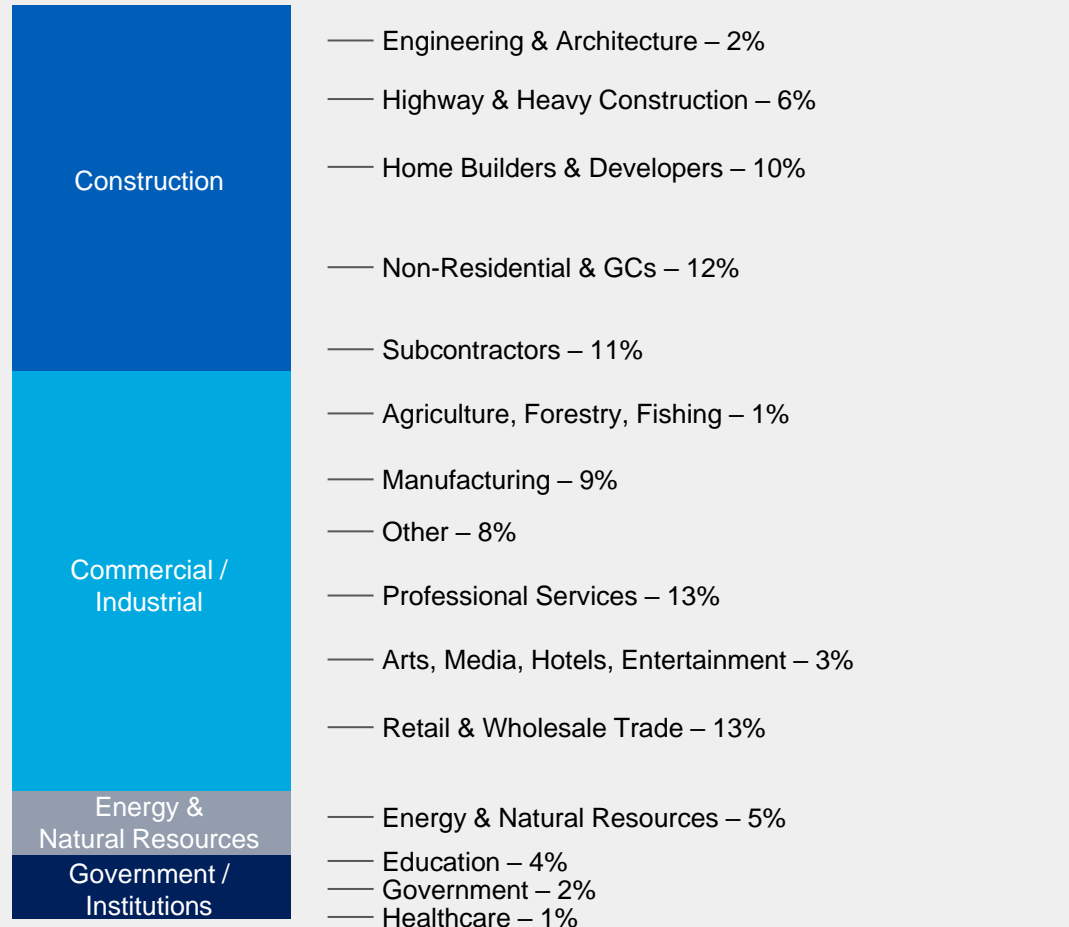 Construction
Engineering & Architecture – 2%
Highway & Heavy Construction – 6%
Home Builders & Developers – 10%
Non-Residential & GCs – 12%
Subcontractors – 11%
Commercial /
Industrial
Agriculture, Forestry, Fishing – 1%
Manufacturing – 9%
Other – 8%
Professional Services – 13%
Arts, Media, Hotels, Entertainment – 3%
Retail & Wholesale Trade – 13%
Energy &
Natural Resources
Energy & Natural Resources – 5%
Government /
Institutions
Education – 4%
Government – 2%
Healthcare – 1%